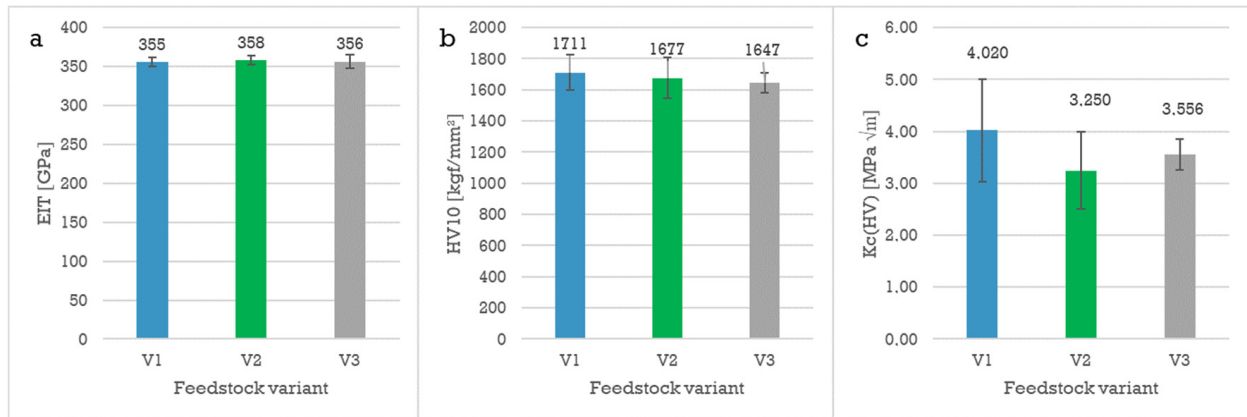 a
EIT [GPa]
400
350
300
250
200
150
100
50
0
355
358
356
V1
V2
V3
Feedstock variant
b
HV10 [kgf/mm²]
2000
1800
1600
1400
1200
1000
800
600
400
200
0
1711
1677
1647
V1
V2
V3
Feedstock variant
c
Kc(HV) [MPa √m]
6.00
5.00
4.00
3.00
2.00
1.00
0.00
4,020
3,250
3,556
V1
V2
V3
Feedstock variant